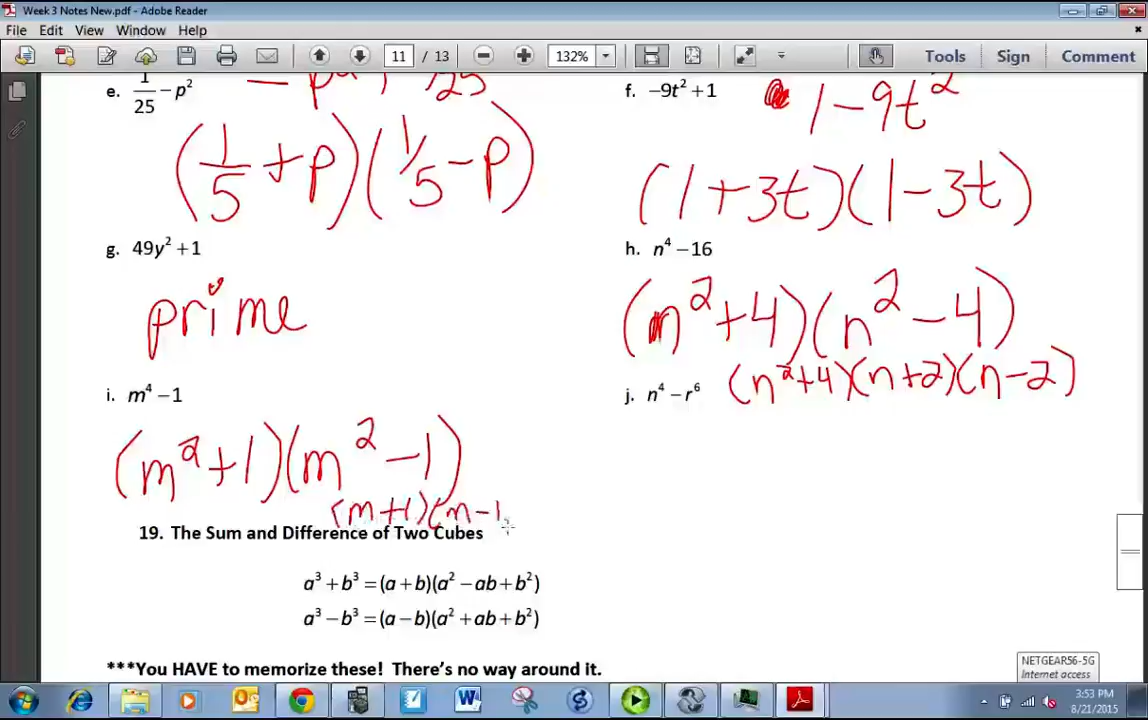 Week 3 Notes New.pdf - Adobe Reader
File Edit View Window Help
11 / 13 132% Tools Sign Comment
e. 1/25 − p²
f. −9t² + 1
1 − 9t²
(1/5 + p)(1/5 − p)
(1 + 3t)(1 − 3t)
g. 49y² + 1
h. n⁴ − 16
prime
(n² + 4)(n² − 4)
(n² + 4)(n + 2)(n − 2)
i. m⁴ − 1
j. n⁴ − r⁶
(m² + 1)(m² − 1)
(m + 1)(m − 1
19. The Sum and Difference of Two Cubes
a³ + b³ = (a + b)(a² − ab + b²)
a³ − b³ = (a − b)(a² + ab + b²)
***You HAVE to memorize these! There's no way around it.
NETGEAR56-5G
Internet access
3:53 PM
8/21/2015